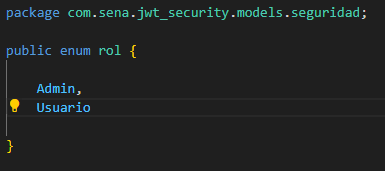 package com.sena.jwt_security.models.seguridad;
public enum rol {
Admin,
Usuario
}